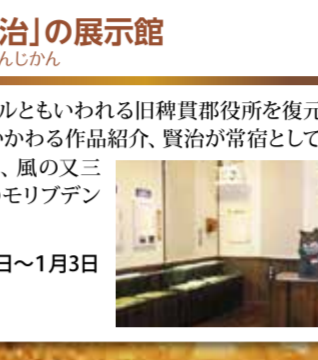 治」の展示館
んじかん
ルともいわれる旧稗貫郡役所を復元
かかわる作品紹介、賢治が常宿として
、風の又三
モリブデン
日〜1月3日